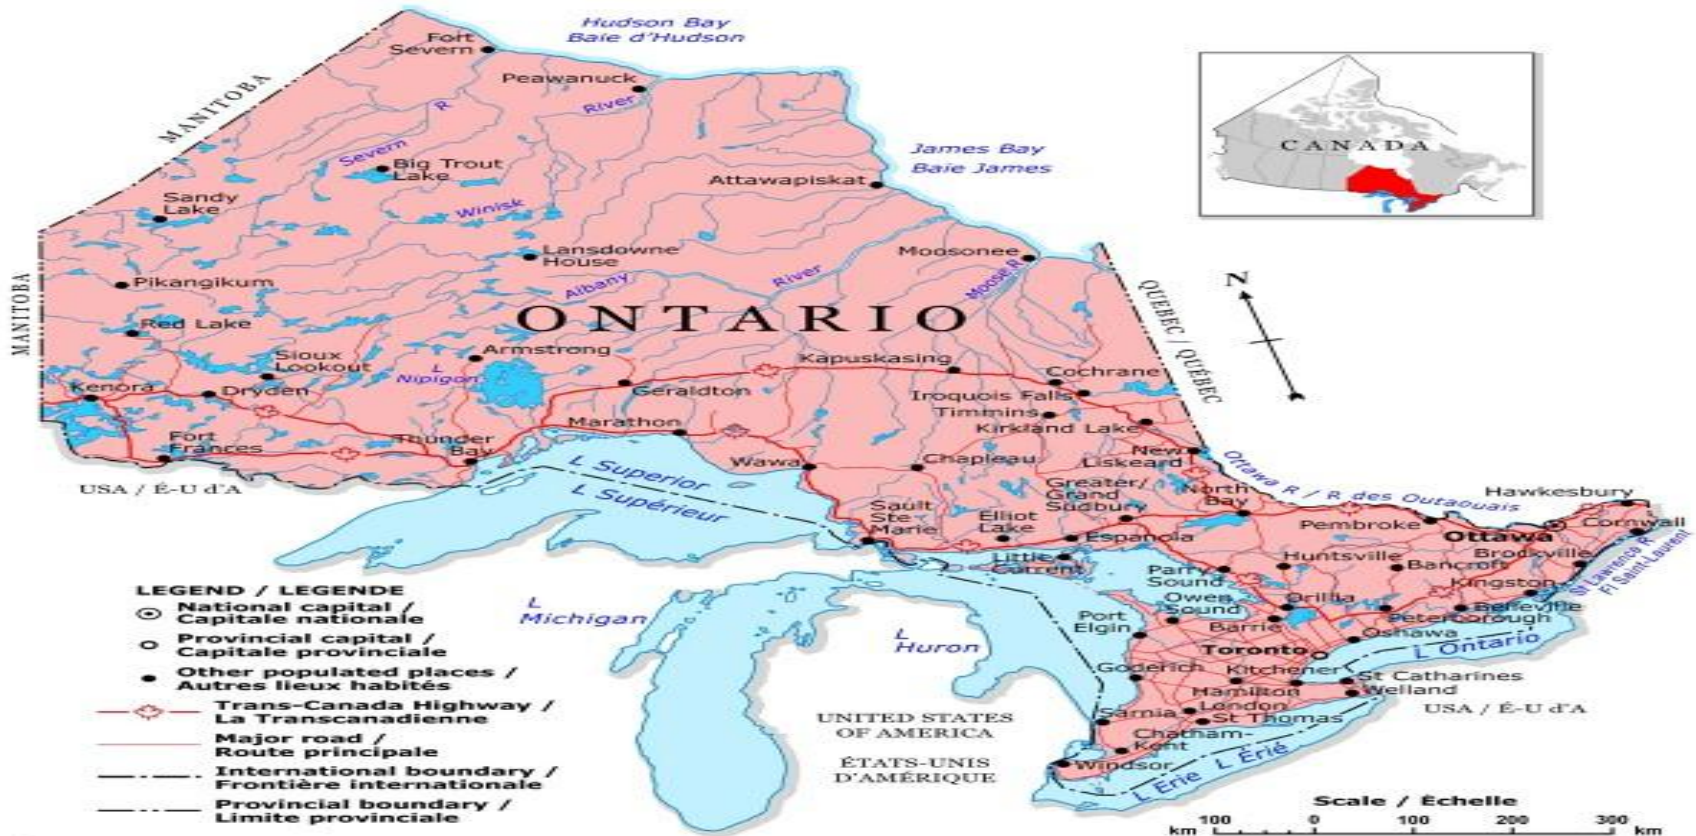 Hudson Bay
Baie d'Hudson
Fort
Severn
Peawanuck
River
MANITOBA
R
Severn
Big Trout
Lake
James Bay
Baie James
CANADA
Attawapiskat
Sandy
Lake
Winisk
Lansdowne
House
Moosonee
Pikangikum
Albany
River
Moose R
N
MANITOBA
Red Lake
ONTARIO
QUEBEC / QUÉBEC
Sioux
Lookout
Armstrong
L
Nipigon
Kapuskasing
Cochrane
Kenora
Dryden
Geraldton
Iroquois Falls
Timmins
Marathon
Kirkland Lake
Fort
Frances
Thunder
Bay
Wawa
Chapleau
New
Liskeard
USA / É-U d'A
L Superior
L Supérieur
Greater/
Grand
Sudbury
North
Bay
Ottawa R / R des Outaouais
Hawkesbury
Sault
Ste
Marie
Elliot
Lake
Espanola
Pembroke
Ottawa
Cornwall
Little
Current
Parry
Sound
Huntsville
Bancroft
Brockville
Kingston
St Lawrence R
Fl Saint-Laurent
Owen
Sound
Orillia
Belleville
Peterborough
L
Michigan
L
Huron
Port
Elgin
Barrie
Oshawa
Toronto
L Ontario
Goderich
Kitchener
St Catharines
Hamilton
Welland
USA / É-U d'A
London
Sarnia
St Thomas
UNITED STATES
OF AMERICA
ÉTATS-UNIS
D'AMÉRIQUE
Chatham-
Kent
Windsor
L Erie L Érié
LEGEND / LEGENDE
National capital /
Capitale nationale
Provincial capital /
Capitale provinciale
Other populated places /
Autres lieux habités
Trans-Canada Highway /
La Transcanadienne
Major road /
Route principale
International boundary /
Frontière internationale
Provincial boundary /
Limite provinciale
Scale / Échelle
km 100 0 100 200 300 km